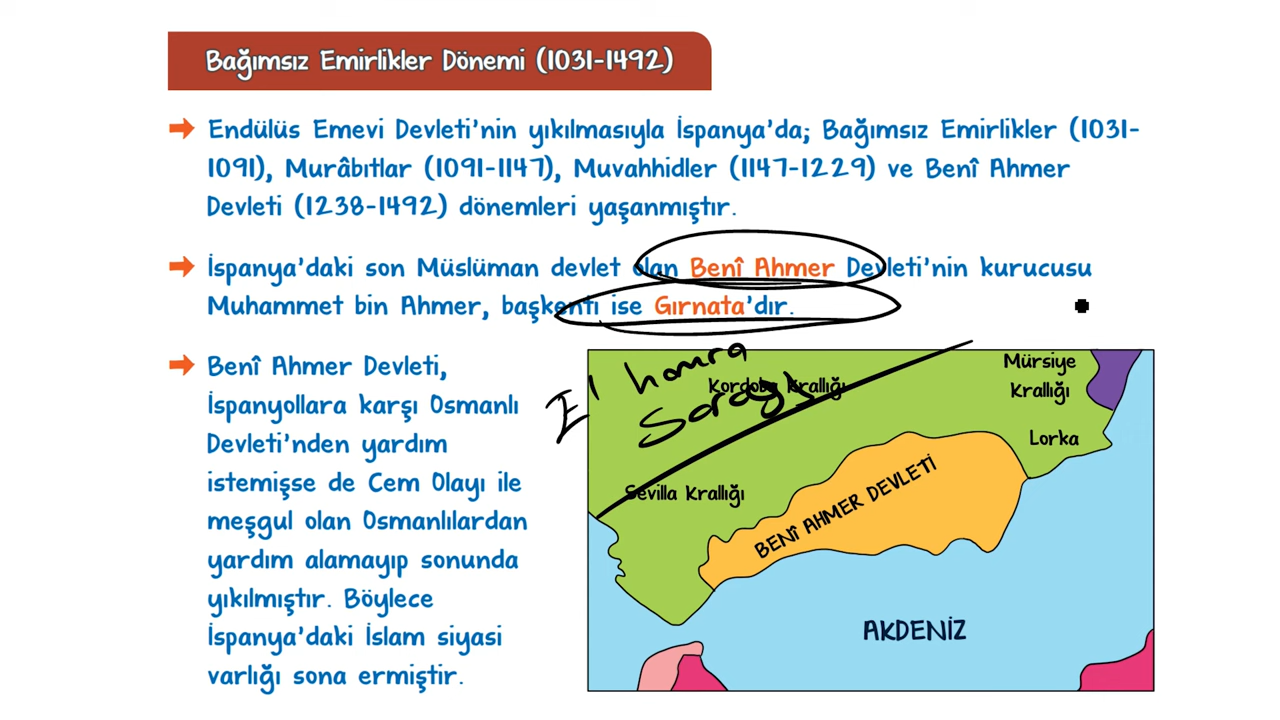 Bağımsız Emirlikler Dönemi (1031-1492)
Endülüs Emevi Devleti'nin yıkılmasıyla İspanya'da; Bağımsız Emirlikler (1031-
1091), Murâbıtlar (1091-1147), Muvahhidler (1147-1229) ve Benî Ahmer
Devleti (1238-1492) dönemleri yaşanmıştır.
İspanya'daki son Müslüman devlet olan Benî Ahmer Devleti'nin kurucusu
Muhammet bin Ahmer, başkenti ise Gırnata'dır.
Benî Ahmer Devleti,
İspanyollara karşı Osmanlı
Devleti'nden yardım
istemişse de Cem Olayı ile
meşgul olan Osmanlılardan
yardım alamayıp sonunda
yıkılmıştır. Böylece
İspanya'daki İslam siyasi
varlığı sona ermiştir.
El hamra
Sarayı
Kordoba Krallığı
Mürsiye
Krallığı
Lorka
Sevilla Krallığı
BENÎ AHMER DEVLETİ
AKDENİZ